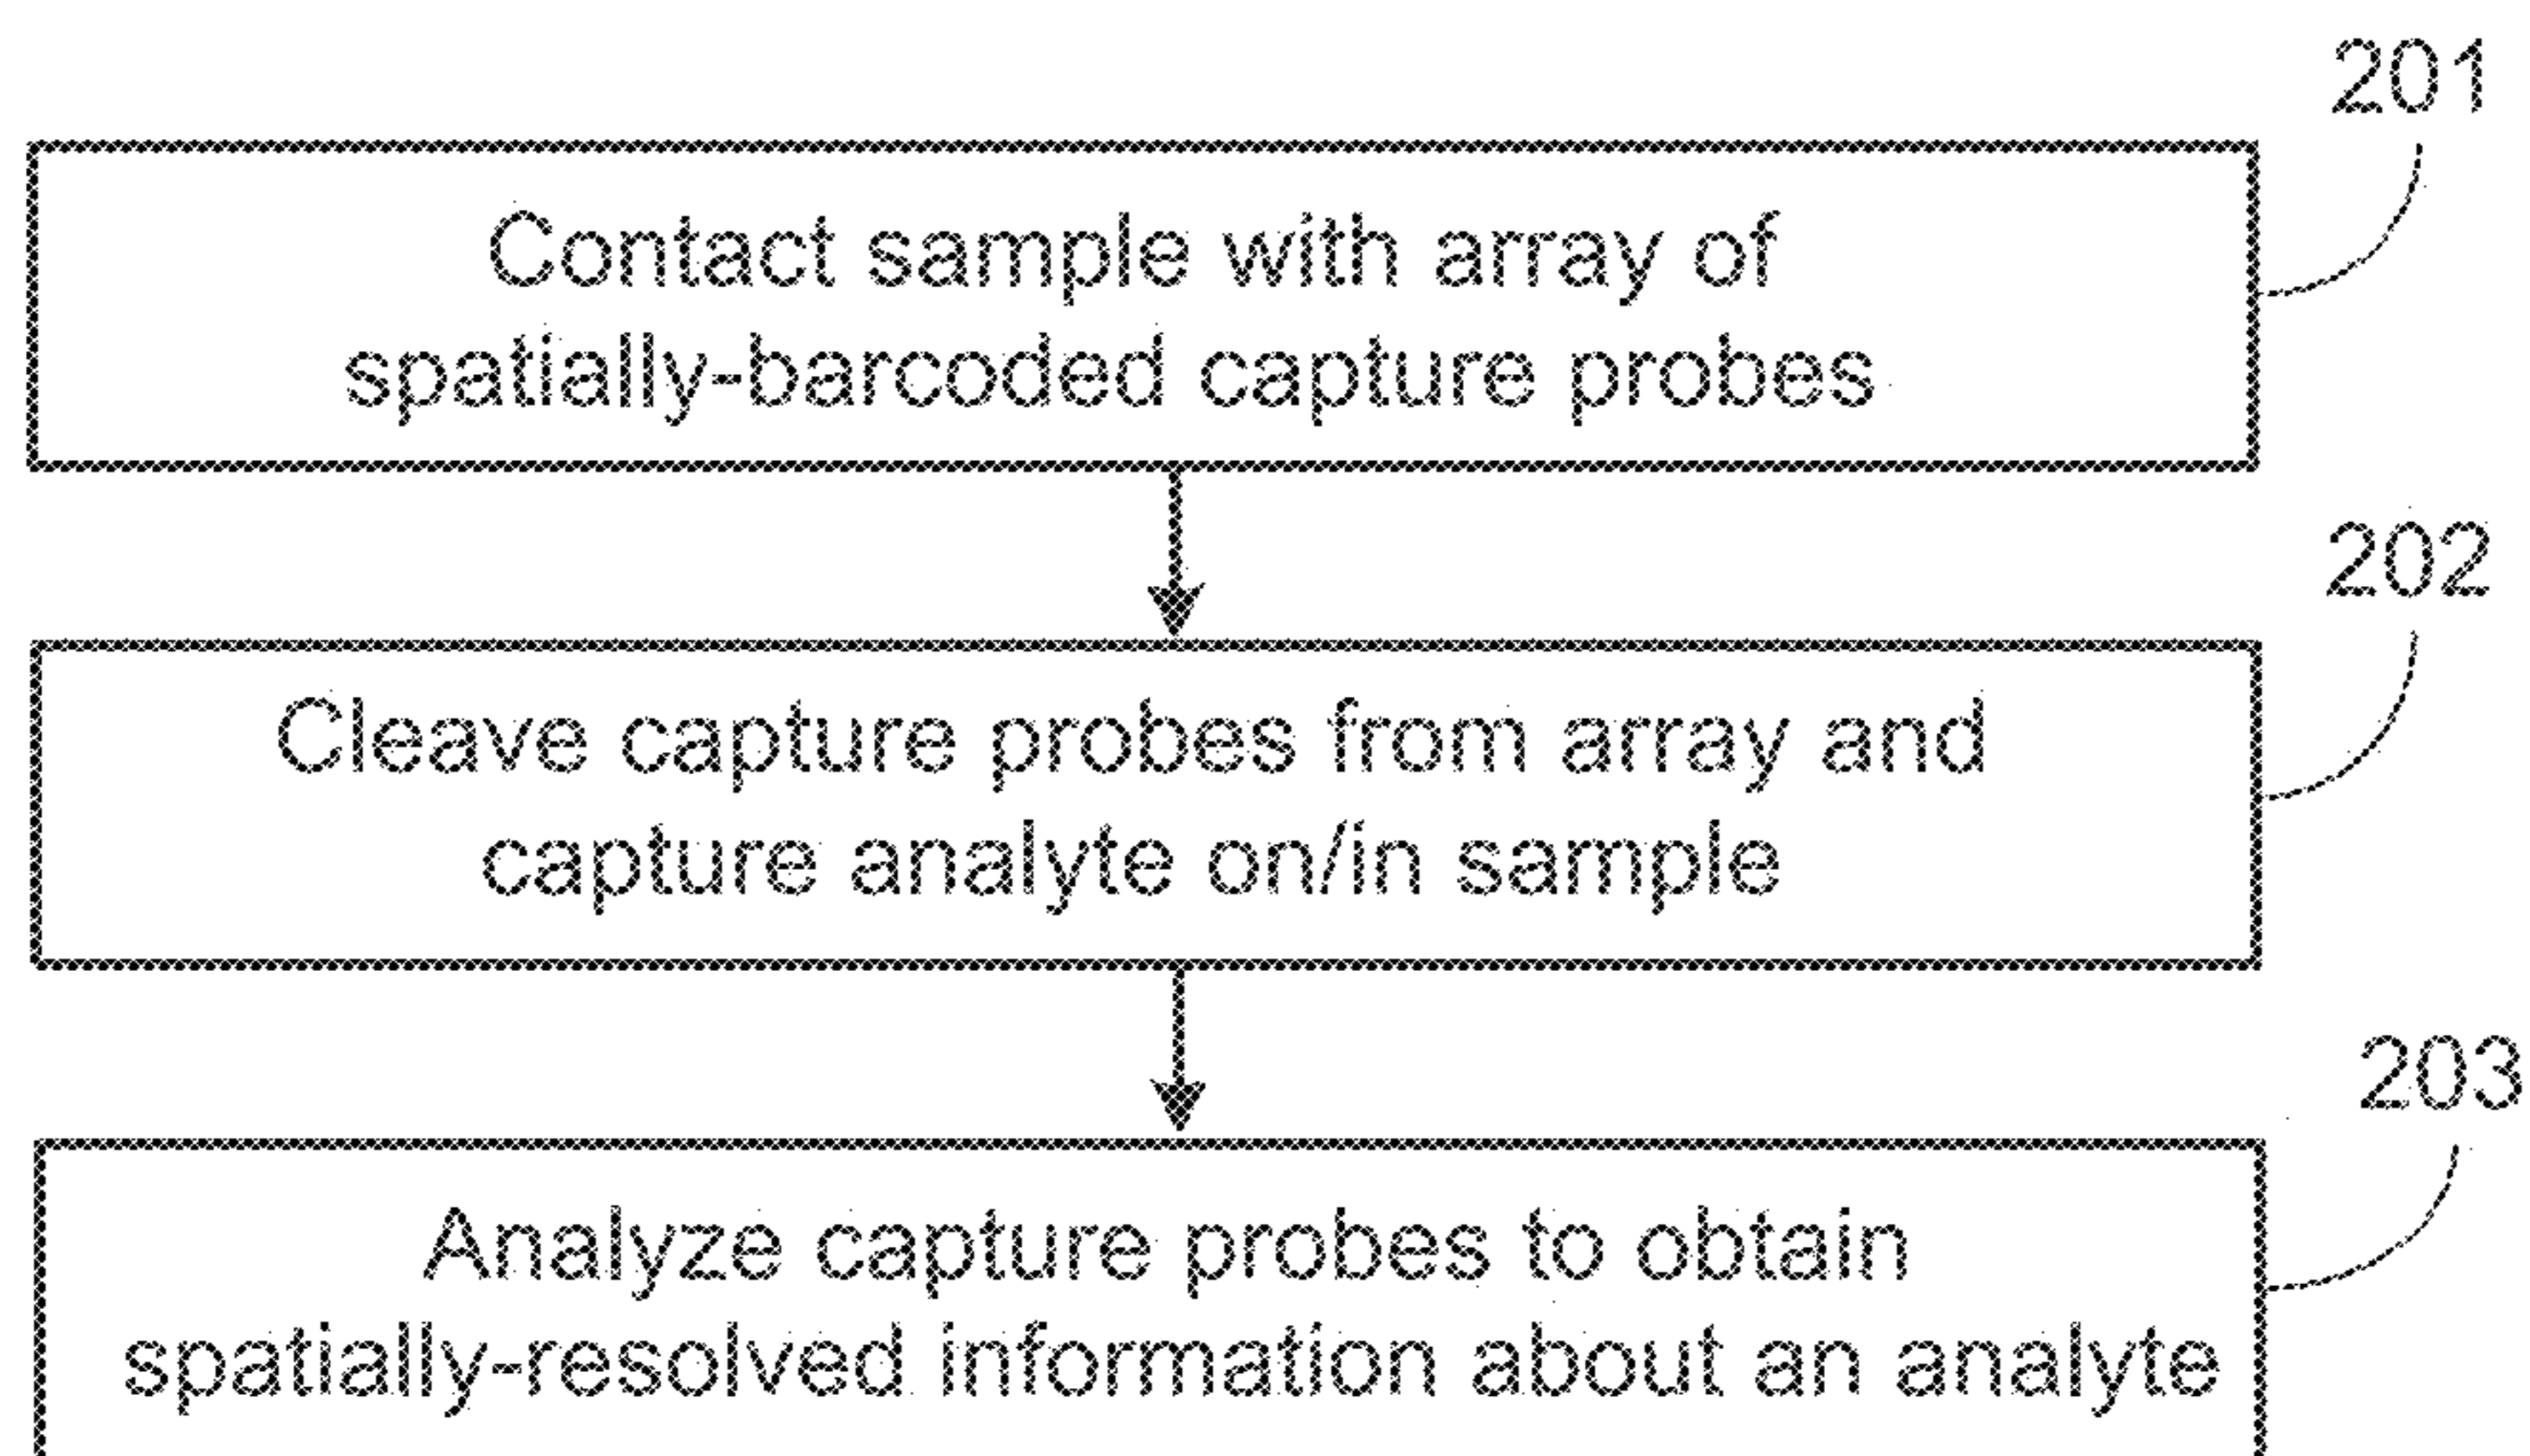 201
Contact sample with array of
spatially-barcoded capture probes
202
Cleave capture probes from array and
capture analyte on/in sample
203
Analyze capture probes to obtain
spatially-resolved information about an analyte